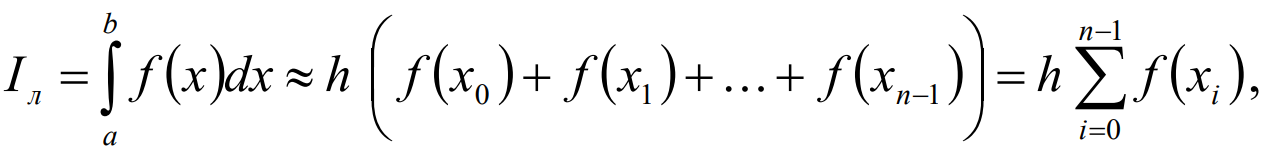 I_л = ∫_a^b f(x)dx ≈ h ( f(x_0) + f(x_1) + … + f(x_{n−1}) ) = h ∑_{i=0}^{n−1} f(x_i),